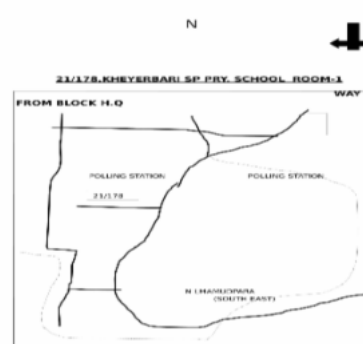 N
21/178,KHEYERBARI SP PRY. SCHOOL ROOM-1
WAY
FROM BLOCK H.Q
POLLING STATION
POLLING STATION
21/178
(SOUTH EAST)